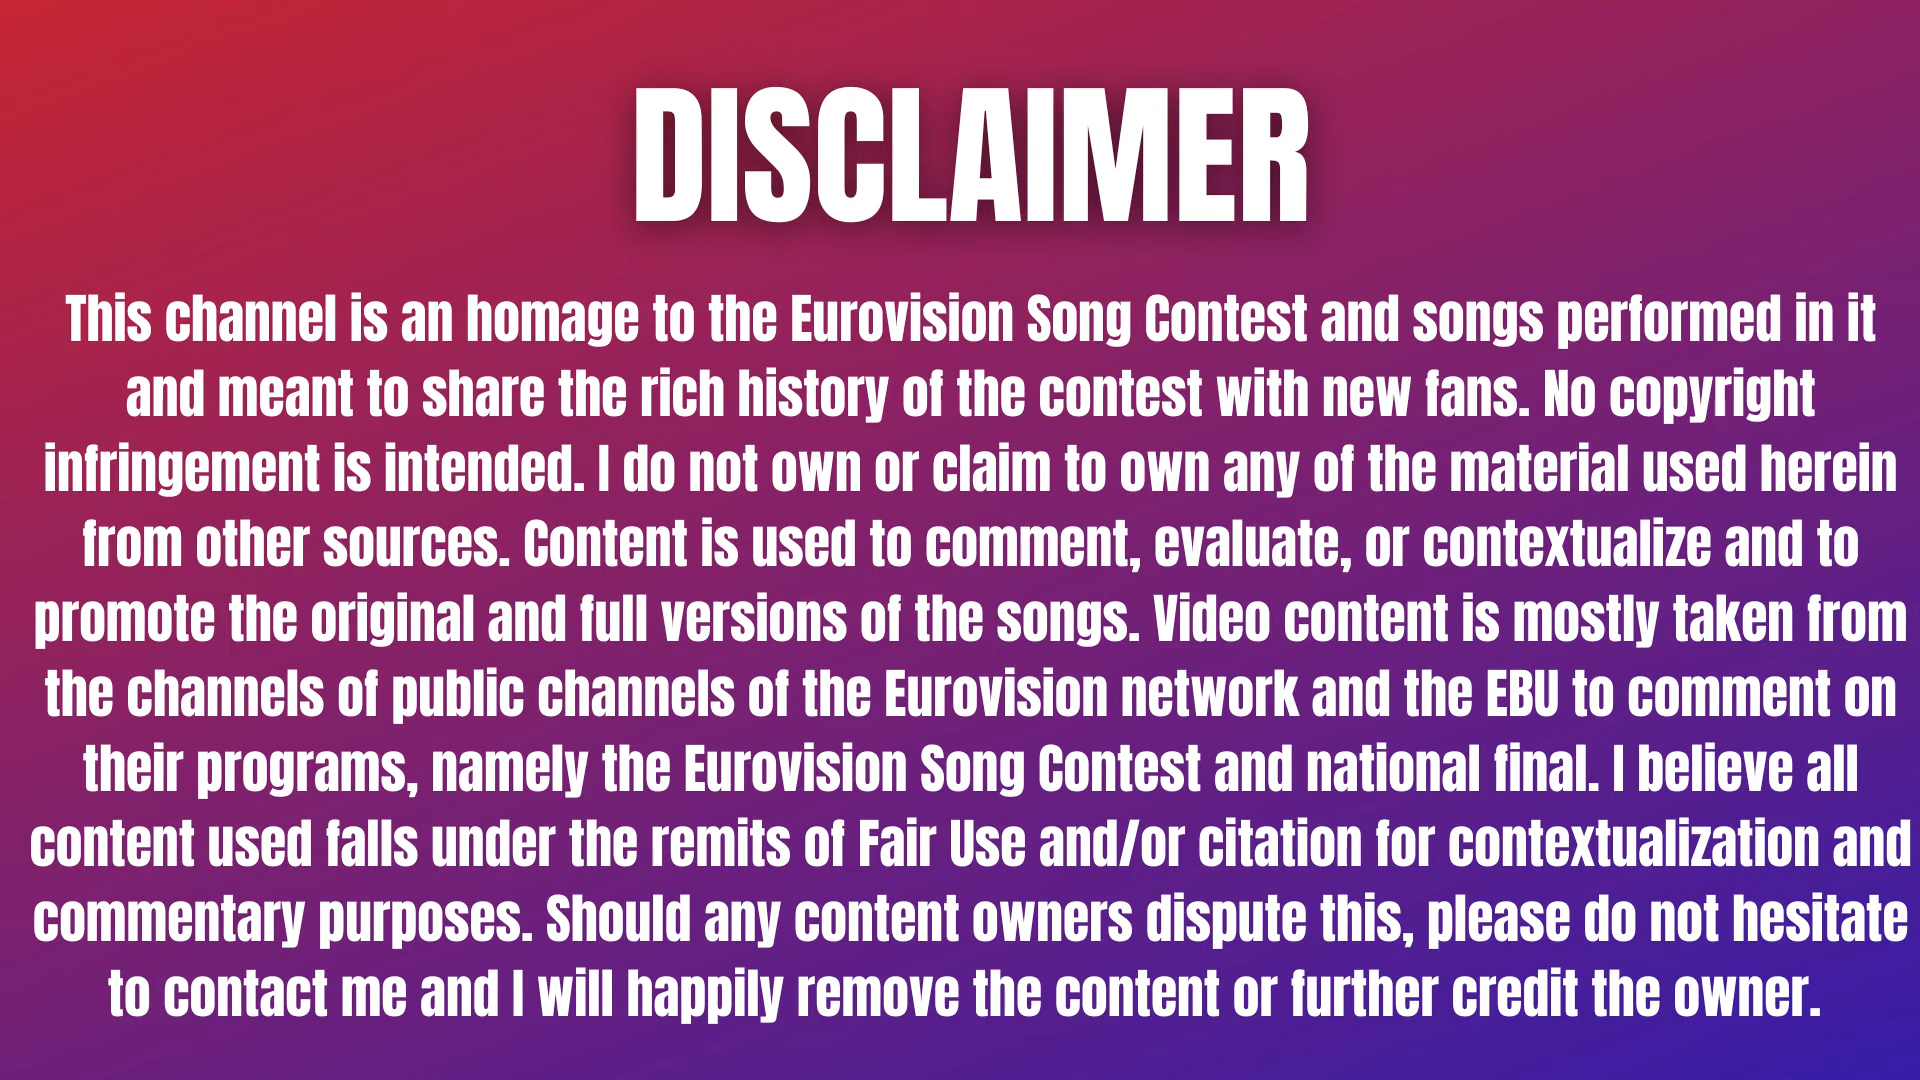 DISCLAIMER
This channel is an homage to the Eurovision Song Contest and songs performed in it
and meant to share the rich history of the contest with new fans. No copyright
infringement is intended. I do not own or claim to own any of the material used herein
from other sources. Content is used to comment, evaluate, or contextualize and to
promote the original and full versions of the songs. Video content is mostly taken from
the channels of public channels of the Eurovision network and the EBU to comment on
their programs, namely the Eurovision Song Contest and national final. I believe all
content used falls under the remits of Fair Use and/or citation for contextualization and
commentary purposes. Should any content owners dispute this, please do not hesitate
to contact me and I will happily remove the content or further credit the owner.